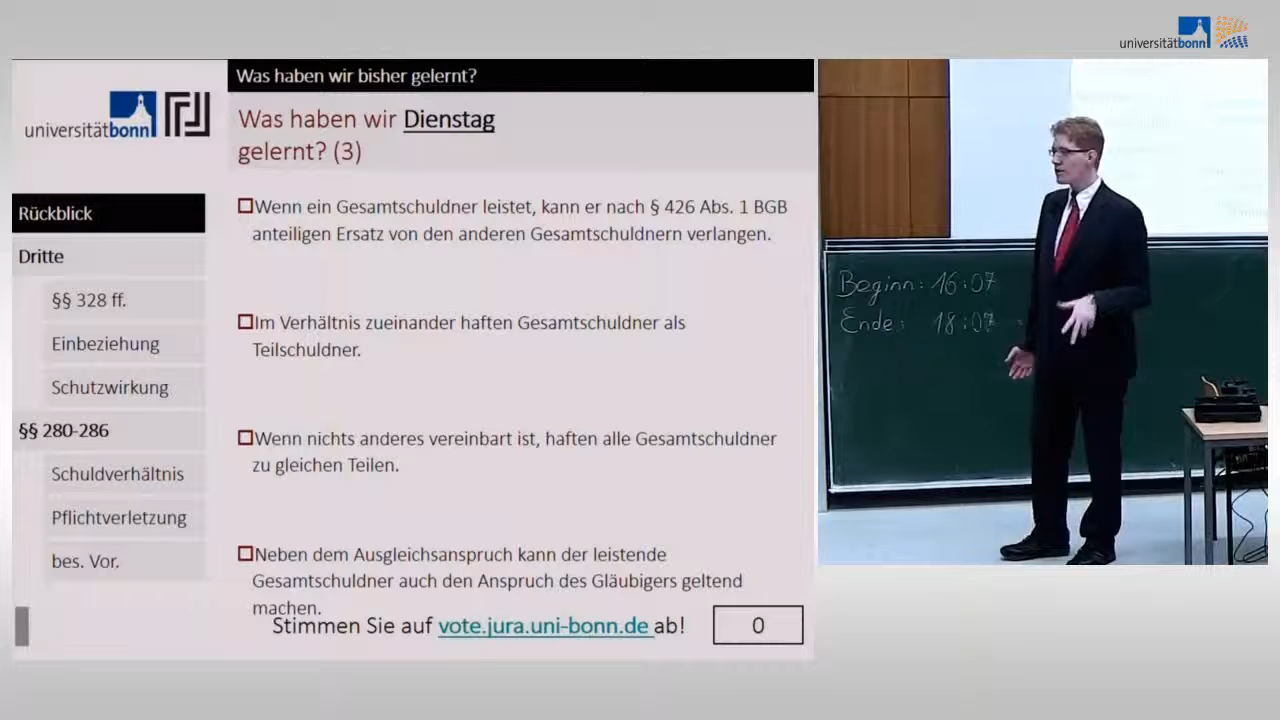 universitätbonn
Was haben wir bisher gelernt?
universitätbonn
Was haben wir Dienstag
gelernt? (3)
Rückblick
Dritte
§§ 328 ff.
Einbeziehung
Schutzwirkung
§§ 280-286
Schuldverhältnis
Pflichtverletzung
bes. Vor.
Wenn ein Gesamtschuldner leistet, kann er nach § 426 Abs. 1 BGB
anteiligen Ersatz von den anderen Gesamtschuldnern verlangen.
Im Verhältnis zueinander haften Gesamtschuldner als
Teilschuldner.
Wenn nichts anderes vereinbart ist, haften alle Gesamtschuldner
zu gleichen Teilen.
Neben dem Ausgleichsanspruch kann der leistende
Gesamtschuldner auch den Anspruch des Gläubigers geltend
machen.
Stimmen Sie auf vote.jura.uni-bonn.de ab!
0
Beginn: 16:07
Ende: 18:07